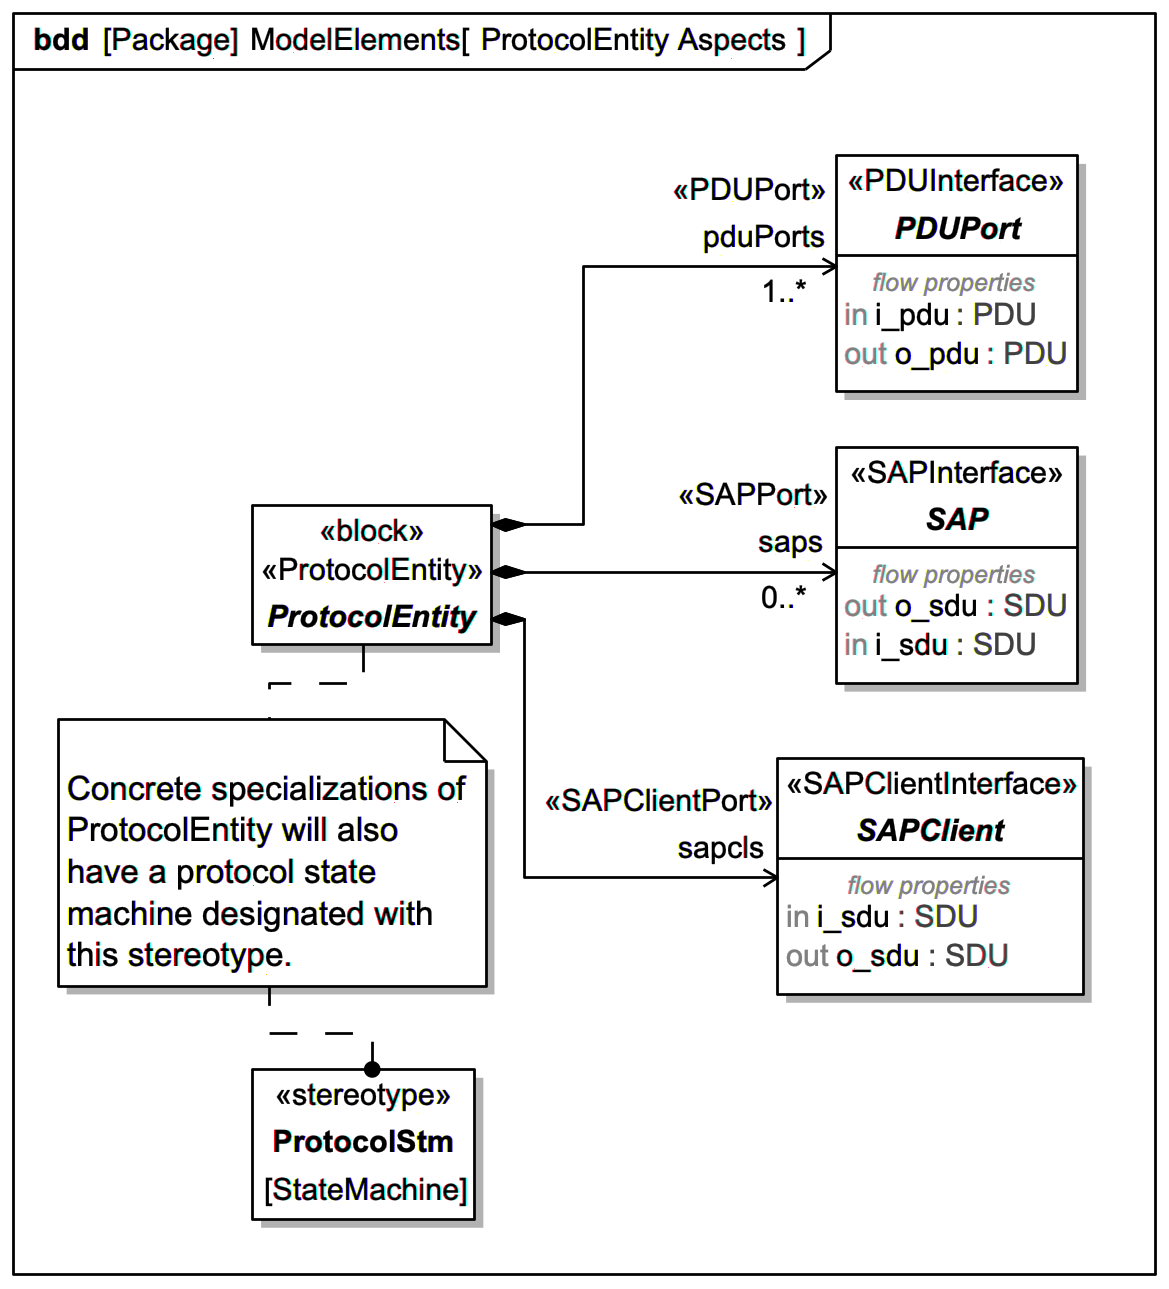 bdd [Package] ModelElements[ ProtocolEntity Aspects ]
«PDUPort»
pduPorts
1..*
«PDUInterface»
PDUPort
flow properties
in i_pdu : PDU
out o_pdu : PDU
«SAPPort»
saps
0..*
«SAPInterface»
SAP
flow properties
out o_sdu : SDU
in i_sdu : SDU
«block»
«ProtocolEntity»
ProtocolEntity
«SAPClientPort»
sapcls
«SAPClientInterface»
SAPClient
flow properties
in i_sdu : SDU
out o_sdu : SDU
Concrete specializations of
ProtocolEntity will also
have a protocol state
machine designated with
this stereotype.
«stereotype»
ProtocolStm
[StateMachine]